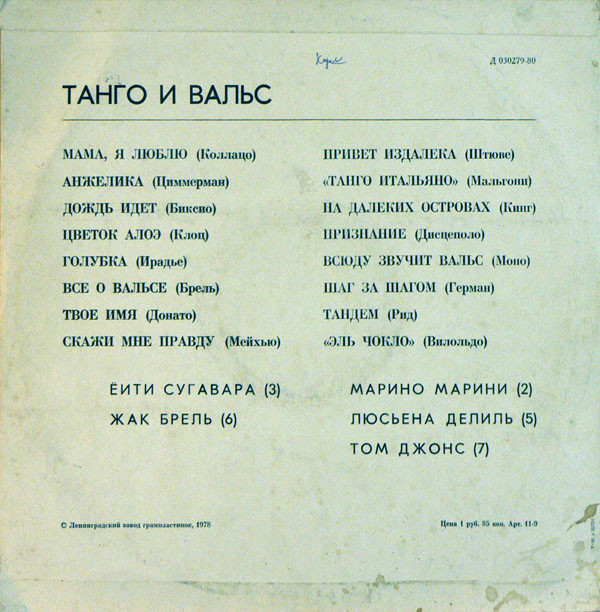 Д 030279-80
ТАНГО И ВАЛЬС
МАМА, Я ЛЮБЛЮ (Коллацо)
АНЖЕЛИКА (Циммерман)
ДОЖДЬ ИДЕТ (Биксио)
ЦВЕТОК АЛОЭ (Клоц)
ГОЛУБКА (Ирадье)
ВСЕ О ВАЛЬСЕ (Брель)
ТВОЕ ИМЯ (Донато)
СКАЖИ МНЕ ПРАВДУ (Мейхью)
ЁИТИ СУГАВАРА (3)
ЖАК БРЕЛЬ (6)
ПРИВЕТ ИЗДАЛЕКА (Штюве)
«ТАНГО ИТАЛЬЯНО» (Мальгони)
НА ДАЛЕКИХ ОСТРОВАХ (Кинг)
ПРИЗНАНИЕ (Дисцеполо)
ВСЮДУ ЗВУЧИТ ВАЛЬС (Моно)
ШАГ ЗА ШАГОМ (Герман)
ТАНДЕМ (Рид)
«ЭЛЬ ЧОКЛО» (Вилольдо)
МАРИНО МАРИНИ (2)
ЛЮСЬЕНА ДЕЛИЛЬ (5)
ТОМ ДЖОНС (7)
© Ленинградский завод грампластинок, 1978
Цена 1 руб. 85 коп. Арт. 11-9